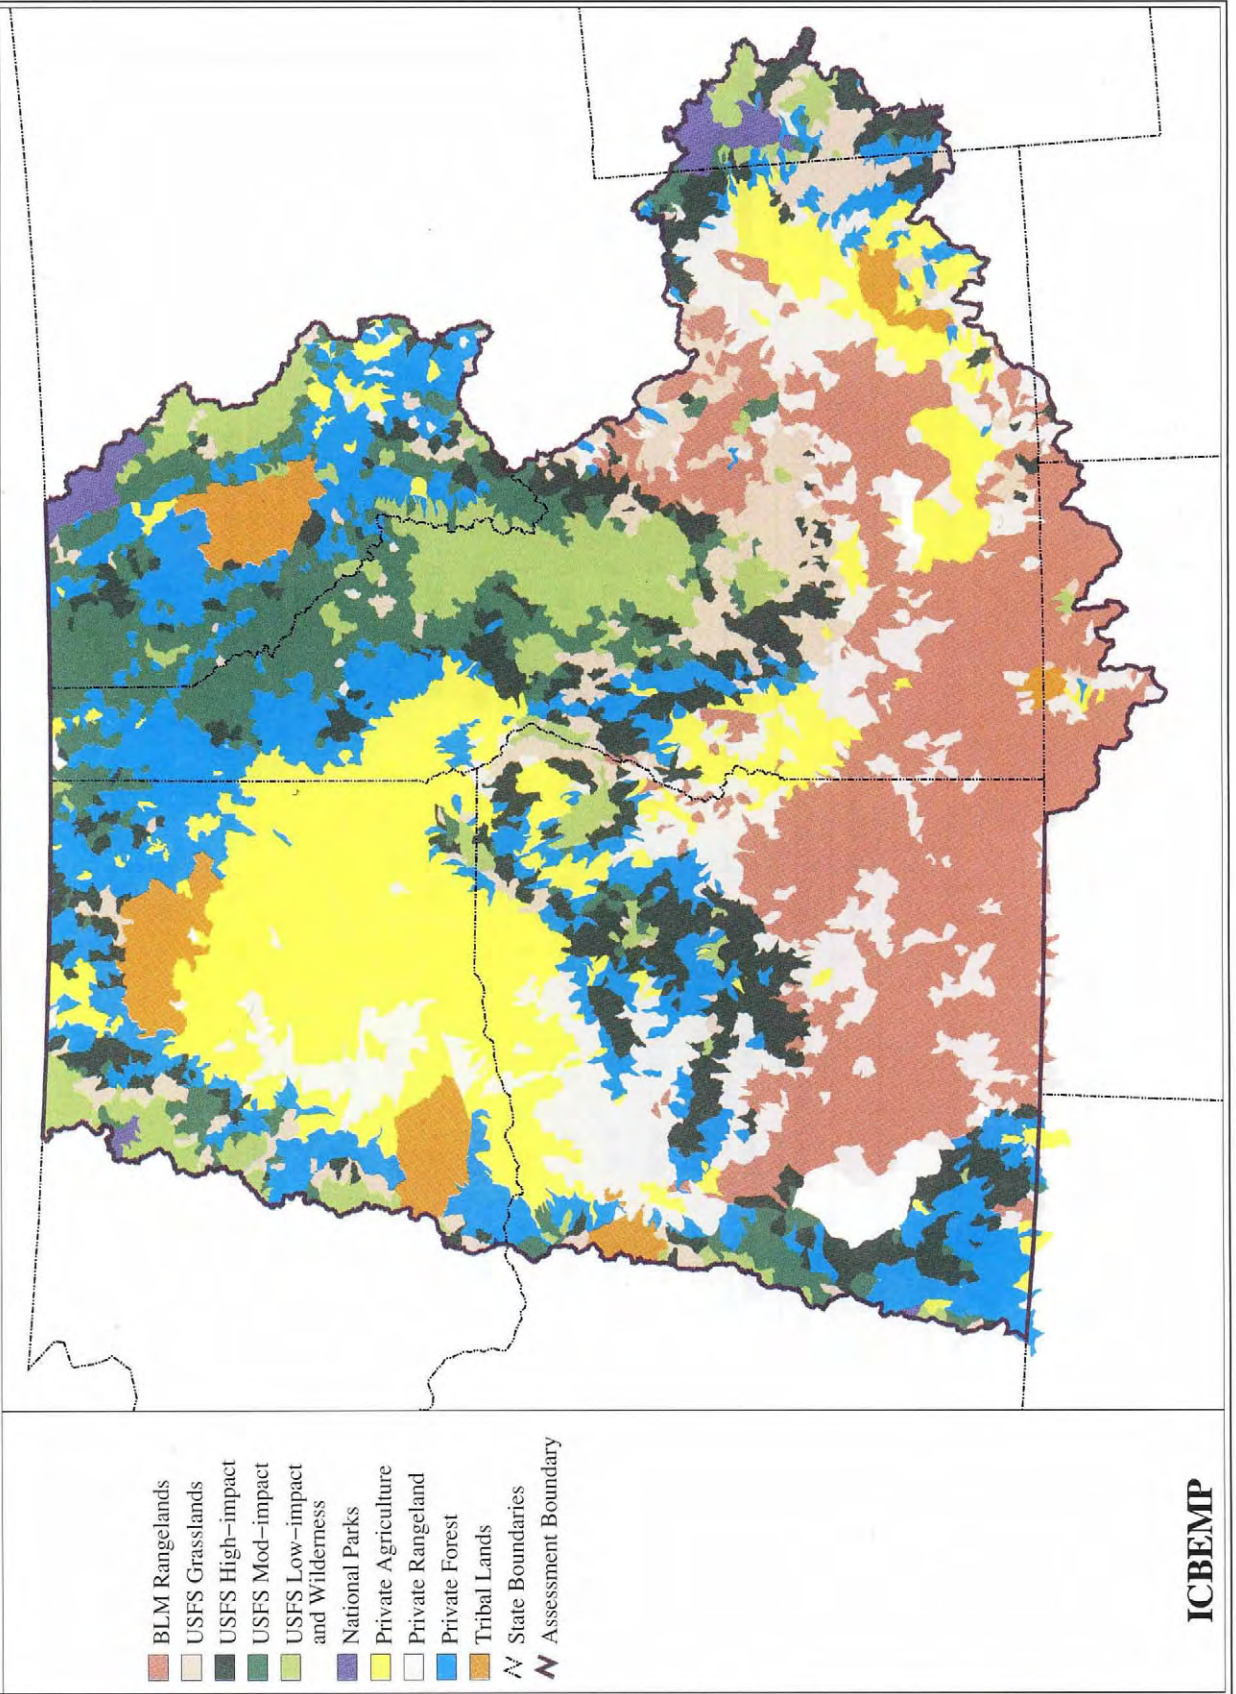 BLM Rangelands
USFS Grasslands
USFS High−impact
USFS Mod−impact
USFS Low−impact
and Wilderness
National Parks
Private Agriculture
Private Rangeland
Private Forest
Tribal Lands
State Boundaries
Assessment Boundary
ICBEMP